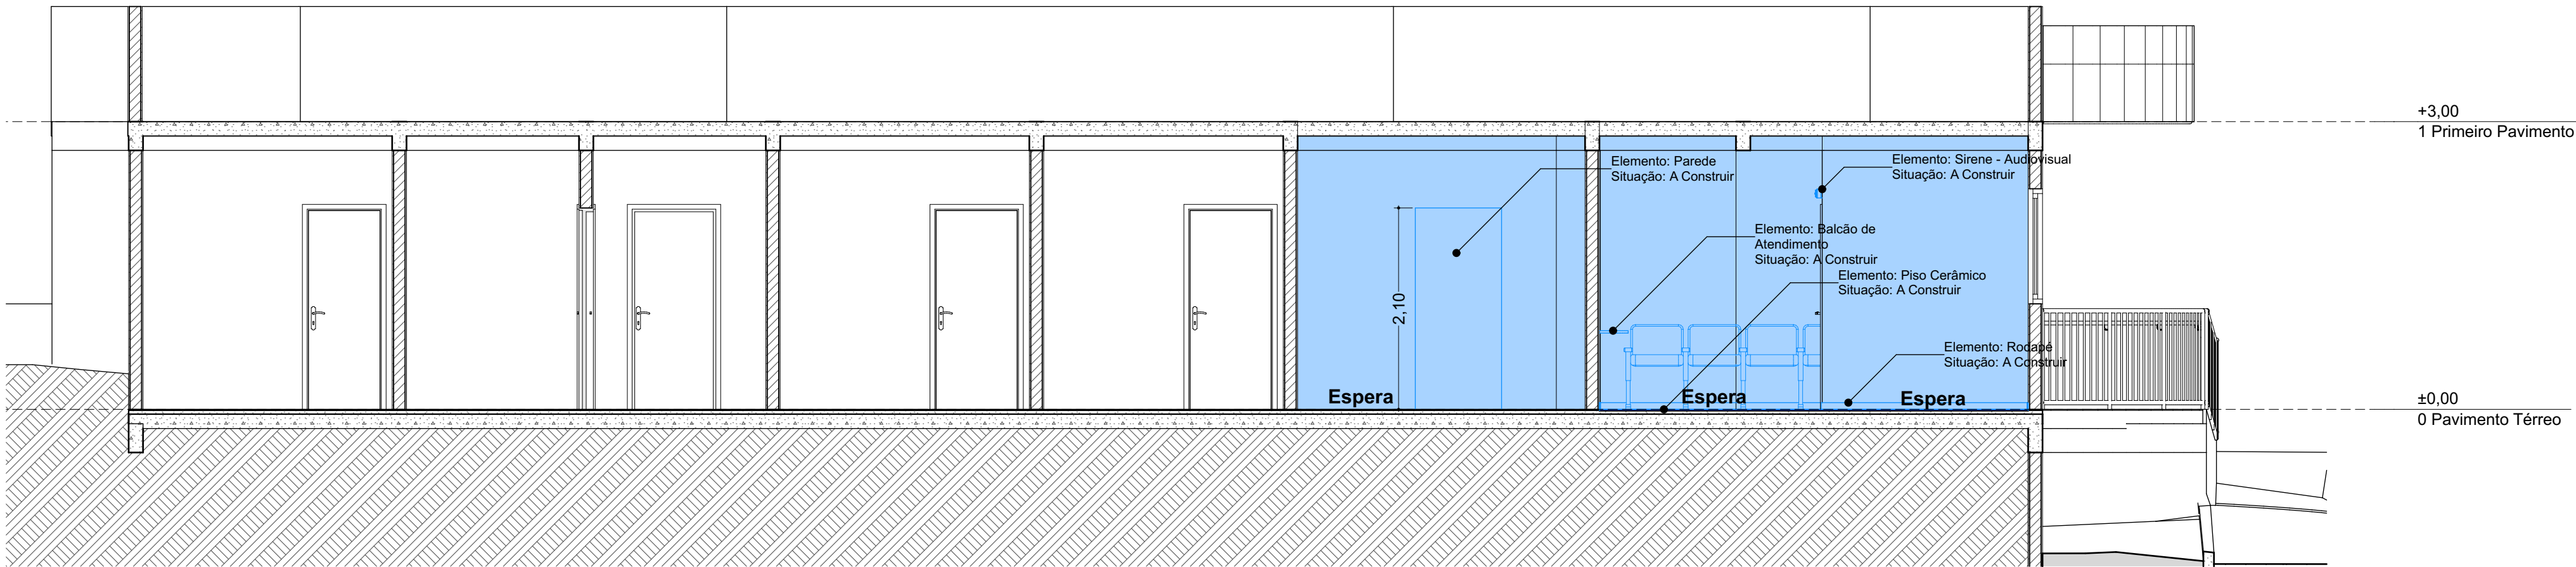 +3,00
1 Primeiro Pavimento
Elemento: Parede
Situação: A Construir
Elemento: Sirene - Audiovisual
Situação: A Construir
Elemento: Balcão de
Atendimento
Situação: A Construir
Elemento: Piso Cerâmico
Situação: A Construir
2,10
Elemento: Rodapé
Situação: A Construir
Espera
Espera
Espera
±0,00
0 Pavimento Térreo